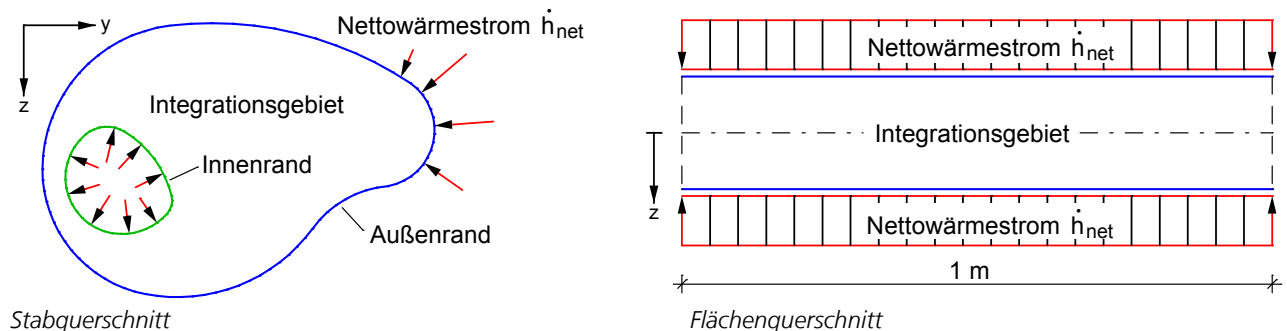 y
z
Nettowärmestrom ḣnet
Integrationsgebiet
Innenrand
Außenrand
Stabquerschnitt
Nettowärmestrom ḣnet
Integrationsgebiet
z
Nettowärmestrom ḣnet
1 m
Flächenquerschnitt